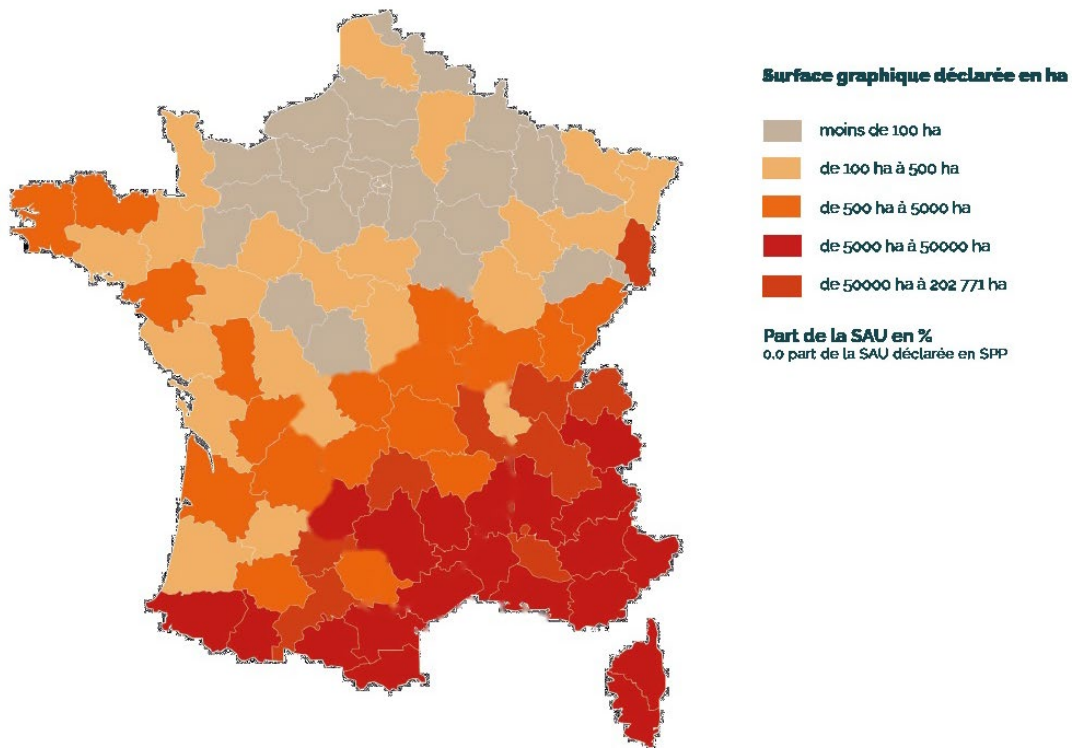 Surface graphique déclarée en ha
moins de 100 ha
de 100 ha à 500 ha
de 500 ha à 5000 ha
de 5000 ha à 50000 ha
de 50000 ha à 202 771 ha
Part de la SAU en %
0.0 part de la SAU déclarée en SPP